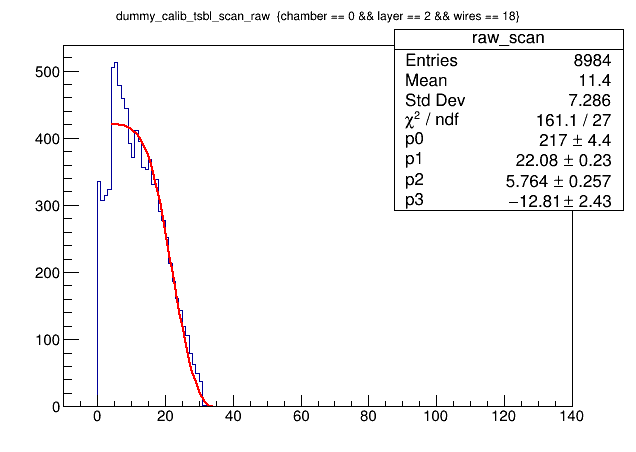 dummy_calib_tsbl_scan_raw {chamber == 0 && layer == 2 && wires == 18}
raw_scan
Entries 8984
Mean 11.4
Std Dev 7.286
χ² / ndf 161.1 / 27
p0 217 ± 4.4
p1 22.08 ± 0.23
p2 5.764 ± 0.257
p3 −12.81 ± 2.43
500
400
300
200
100
0
0 20 40 60 80 100 120 140